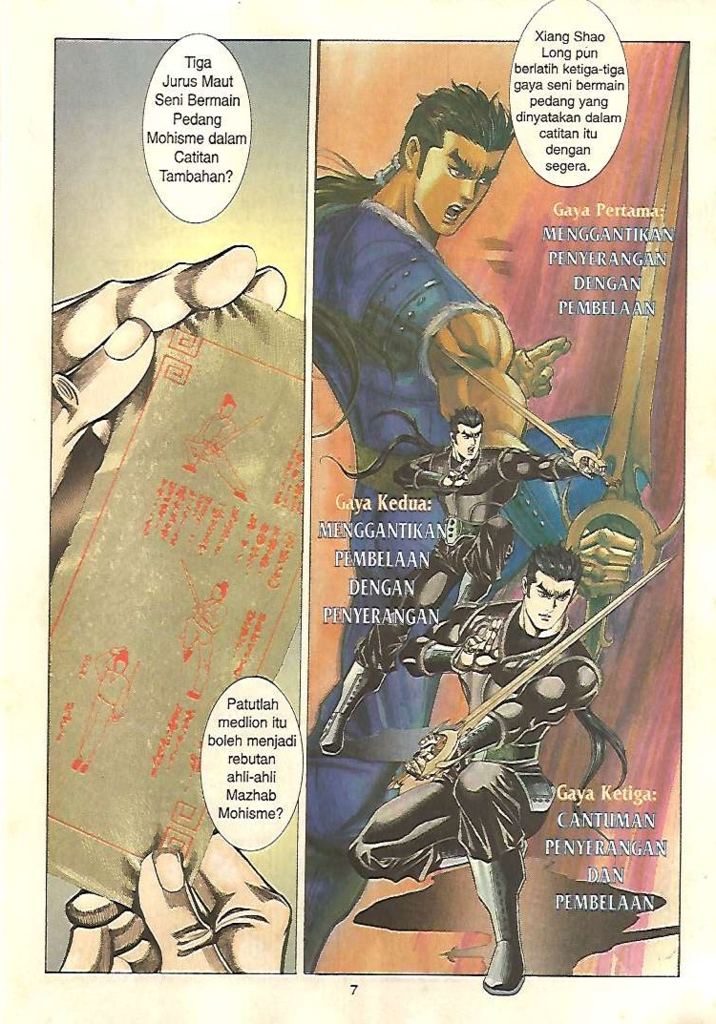 Tiga
Jurus Maut
Seni Bermain
Pedang
Mohisme dalam
Catitan
Tambahan?
Patutlah
medlion itu
boleh menjadi
rebutan
ahli-ahli
Mazhab
Mohisme?
Xiang Shao
Long pun
berlatih ketiga-tiga
gaya seni bermain
pedang yang
dinyatakan dalam
catitan itu
dengan
segera.
Gaya Pertama:
MENGGANTIKAN
PENYERANGAN
DENGAN
PEMBELAAN
Gaya Kedua:
MENGGANTIKAN
PEMBELAAN
DENGAN
PENYERANGAN
Gaya Ketiga:
CANTUMAN
PENYERANGAN
DAN
PEMBELAAN
7